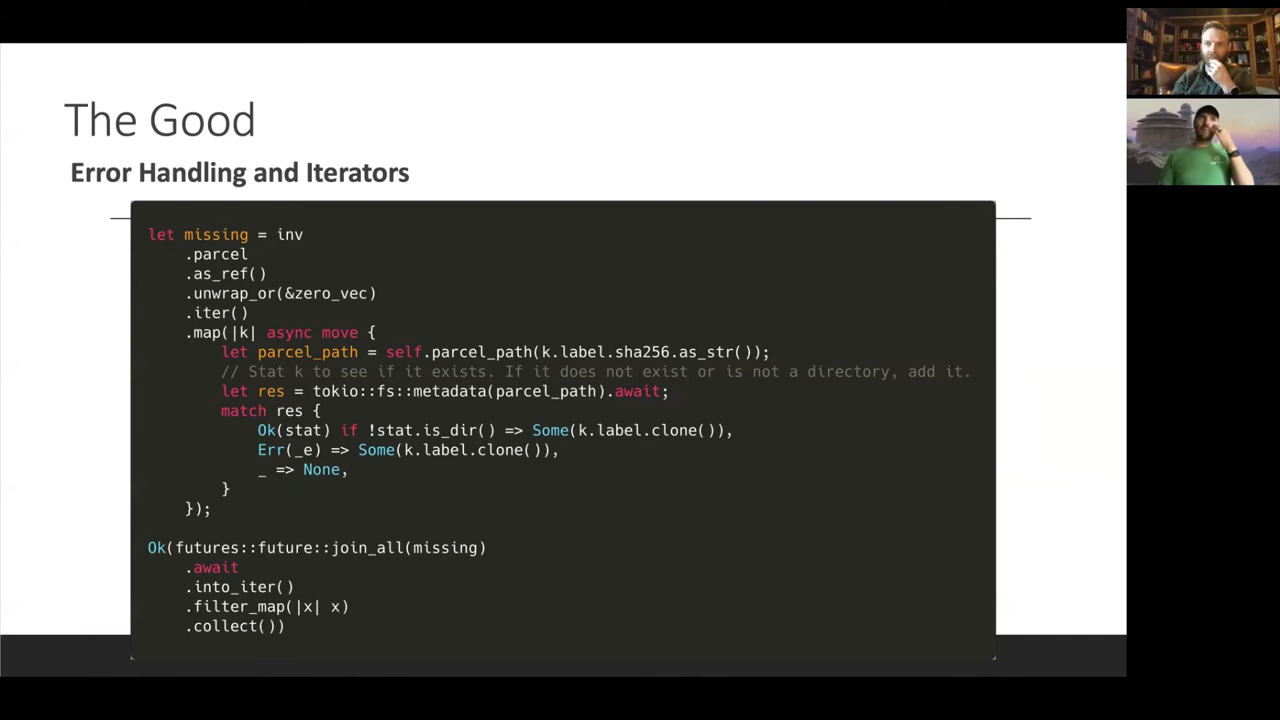 The Good
Error Handling and Iterators
let missing = inv
    .parcel
    .as_ref()
    .unwrap_or(&zero_vec)
    .iter()
    .map(|k| async move {
        let parcel_path = self.parcel_path(k.label.sha256.as_str());
        // Stat k to see if it exists. If it does not exist or is not a directory, add it.
        let res = tokio::fs::metadata(parcel_path).await;
        match res {
            Ok(stat) if !stat.is_dir() => Some(k.label.clone()),
            Err(_e) => Some(k.label.clone()),
            _ => None,
        }
    });
Ok(futures::future::join_all(missing)
    .await
    .into_iter()
    .filter_map(|x| x)
    .collect())